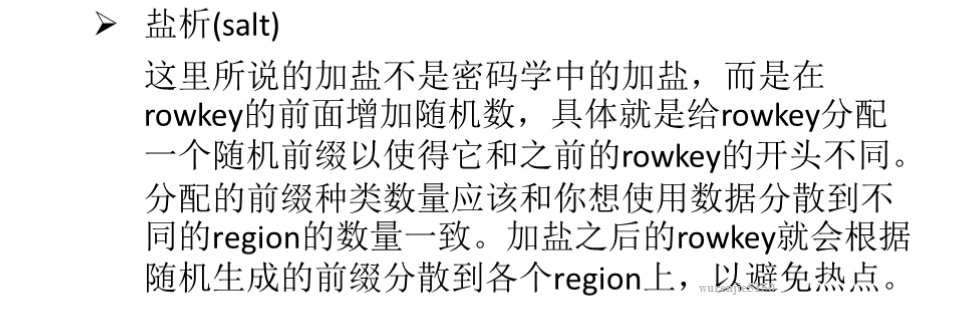 ➢ 盐析(salt)
这里所说的加盐不是密码学中的加盐，而是在
rowkey的前面增加随机数，具体就是给rowkey分配
一个随机前缀以使得它和之前的rowkey的开头不同。
分配的前缀种类数量应该和你想使用数据分散到不
同的region的数量一致。加盐之后的rowkey就会根据
随机生成的前缀分散到各个region上，以避免热点。